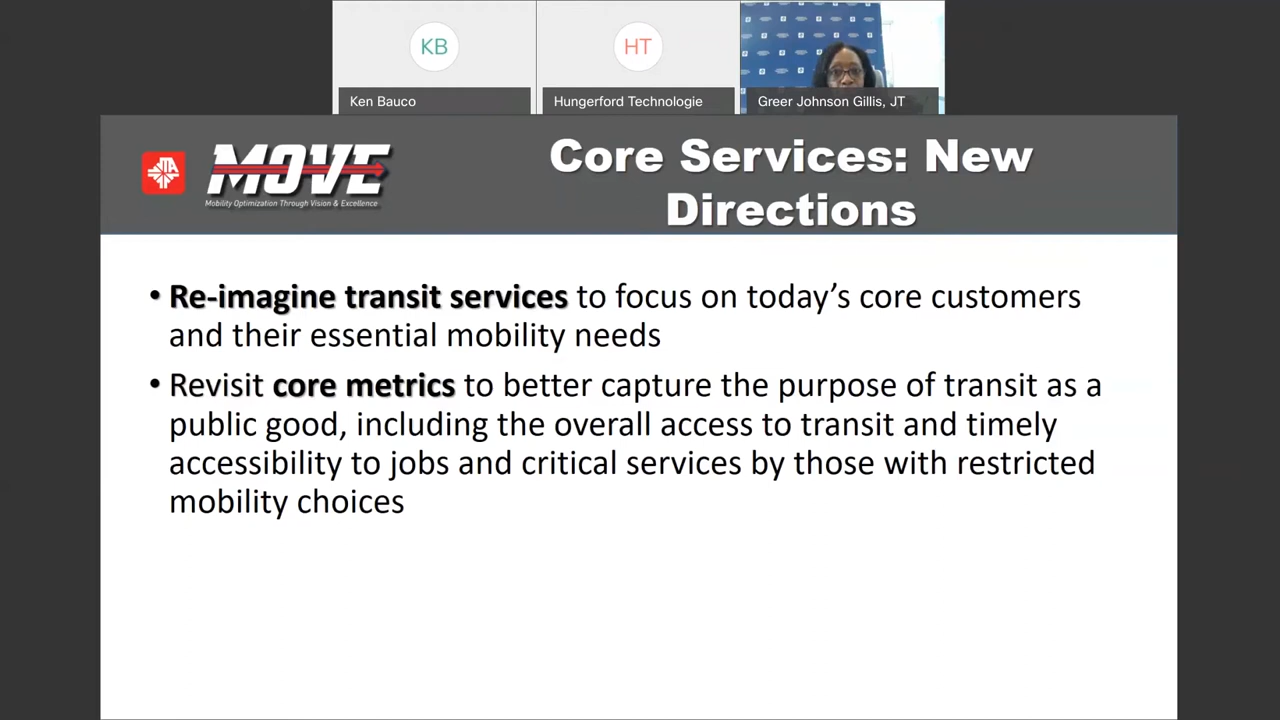 KB
HT
Ken Bauco
Hungerford Technologie
Greer Johnson Gillis, JT
JTA
MOVE
Mobility Optimization Through Vision & Excellence
Core Services: New
Directions
• Re-imagine transit services to focus on today’s core customers
and their essential mobility needs
• Revisit core metrics to better capture the purpose of transit as a
public good, including the overall access to transit and timely
accessibility to jobs and critical services by those with restricted
mobility choices